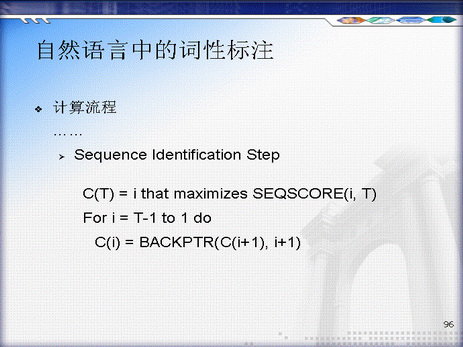 自然语言中的词性标注
计算流程
……
Sequence Identification Step
C(T) = i that maximizes SEQSCORE(i, T)
For i = T-1 to 1 do
C(i) = BACKPTR(C(i+1), i+1)
96